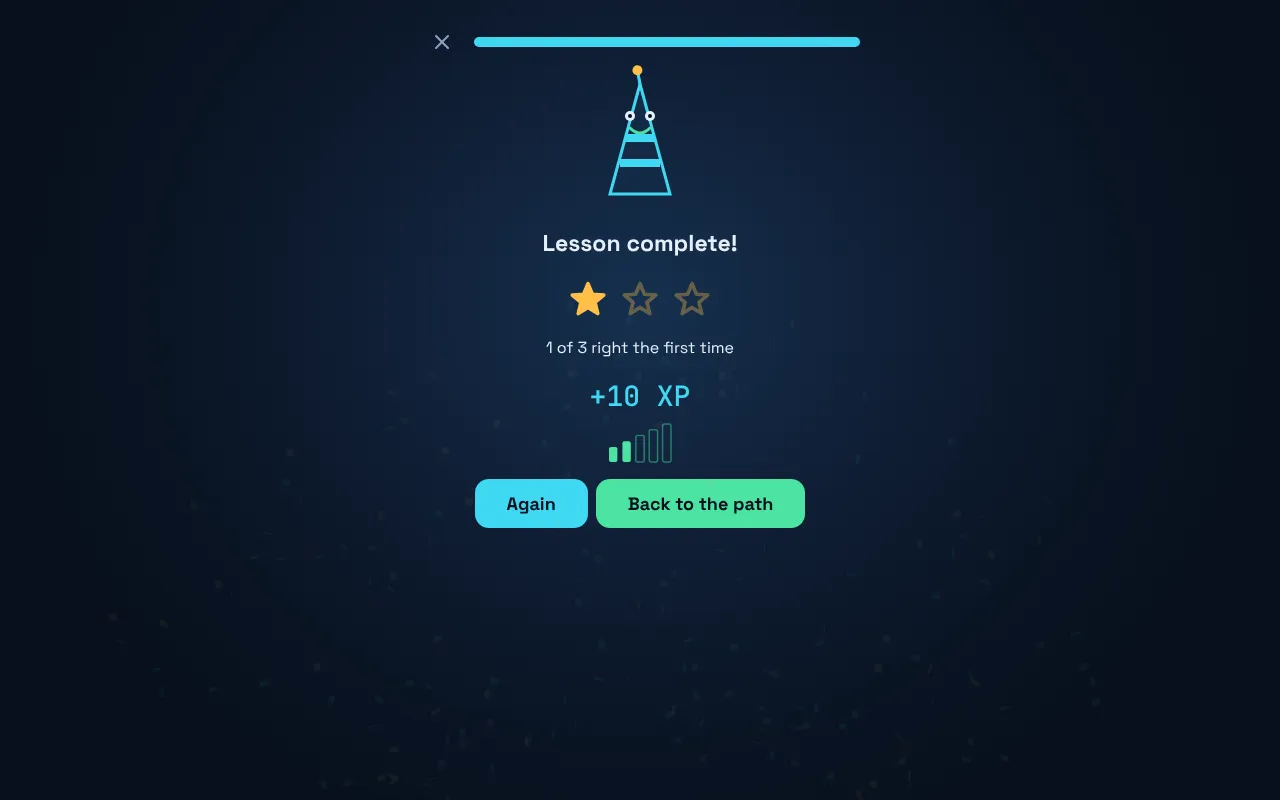 Lesson complete!
1 of 3 right the first time
+10 XP
Again
Back to the path